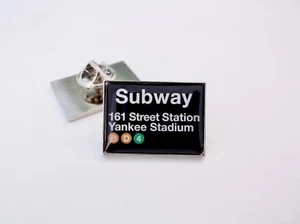 Subway
161 Street Station
Yankee Stadium
B D 4